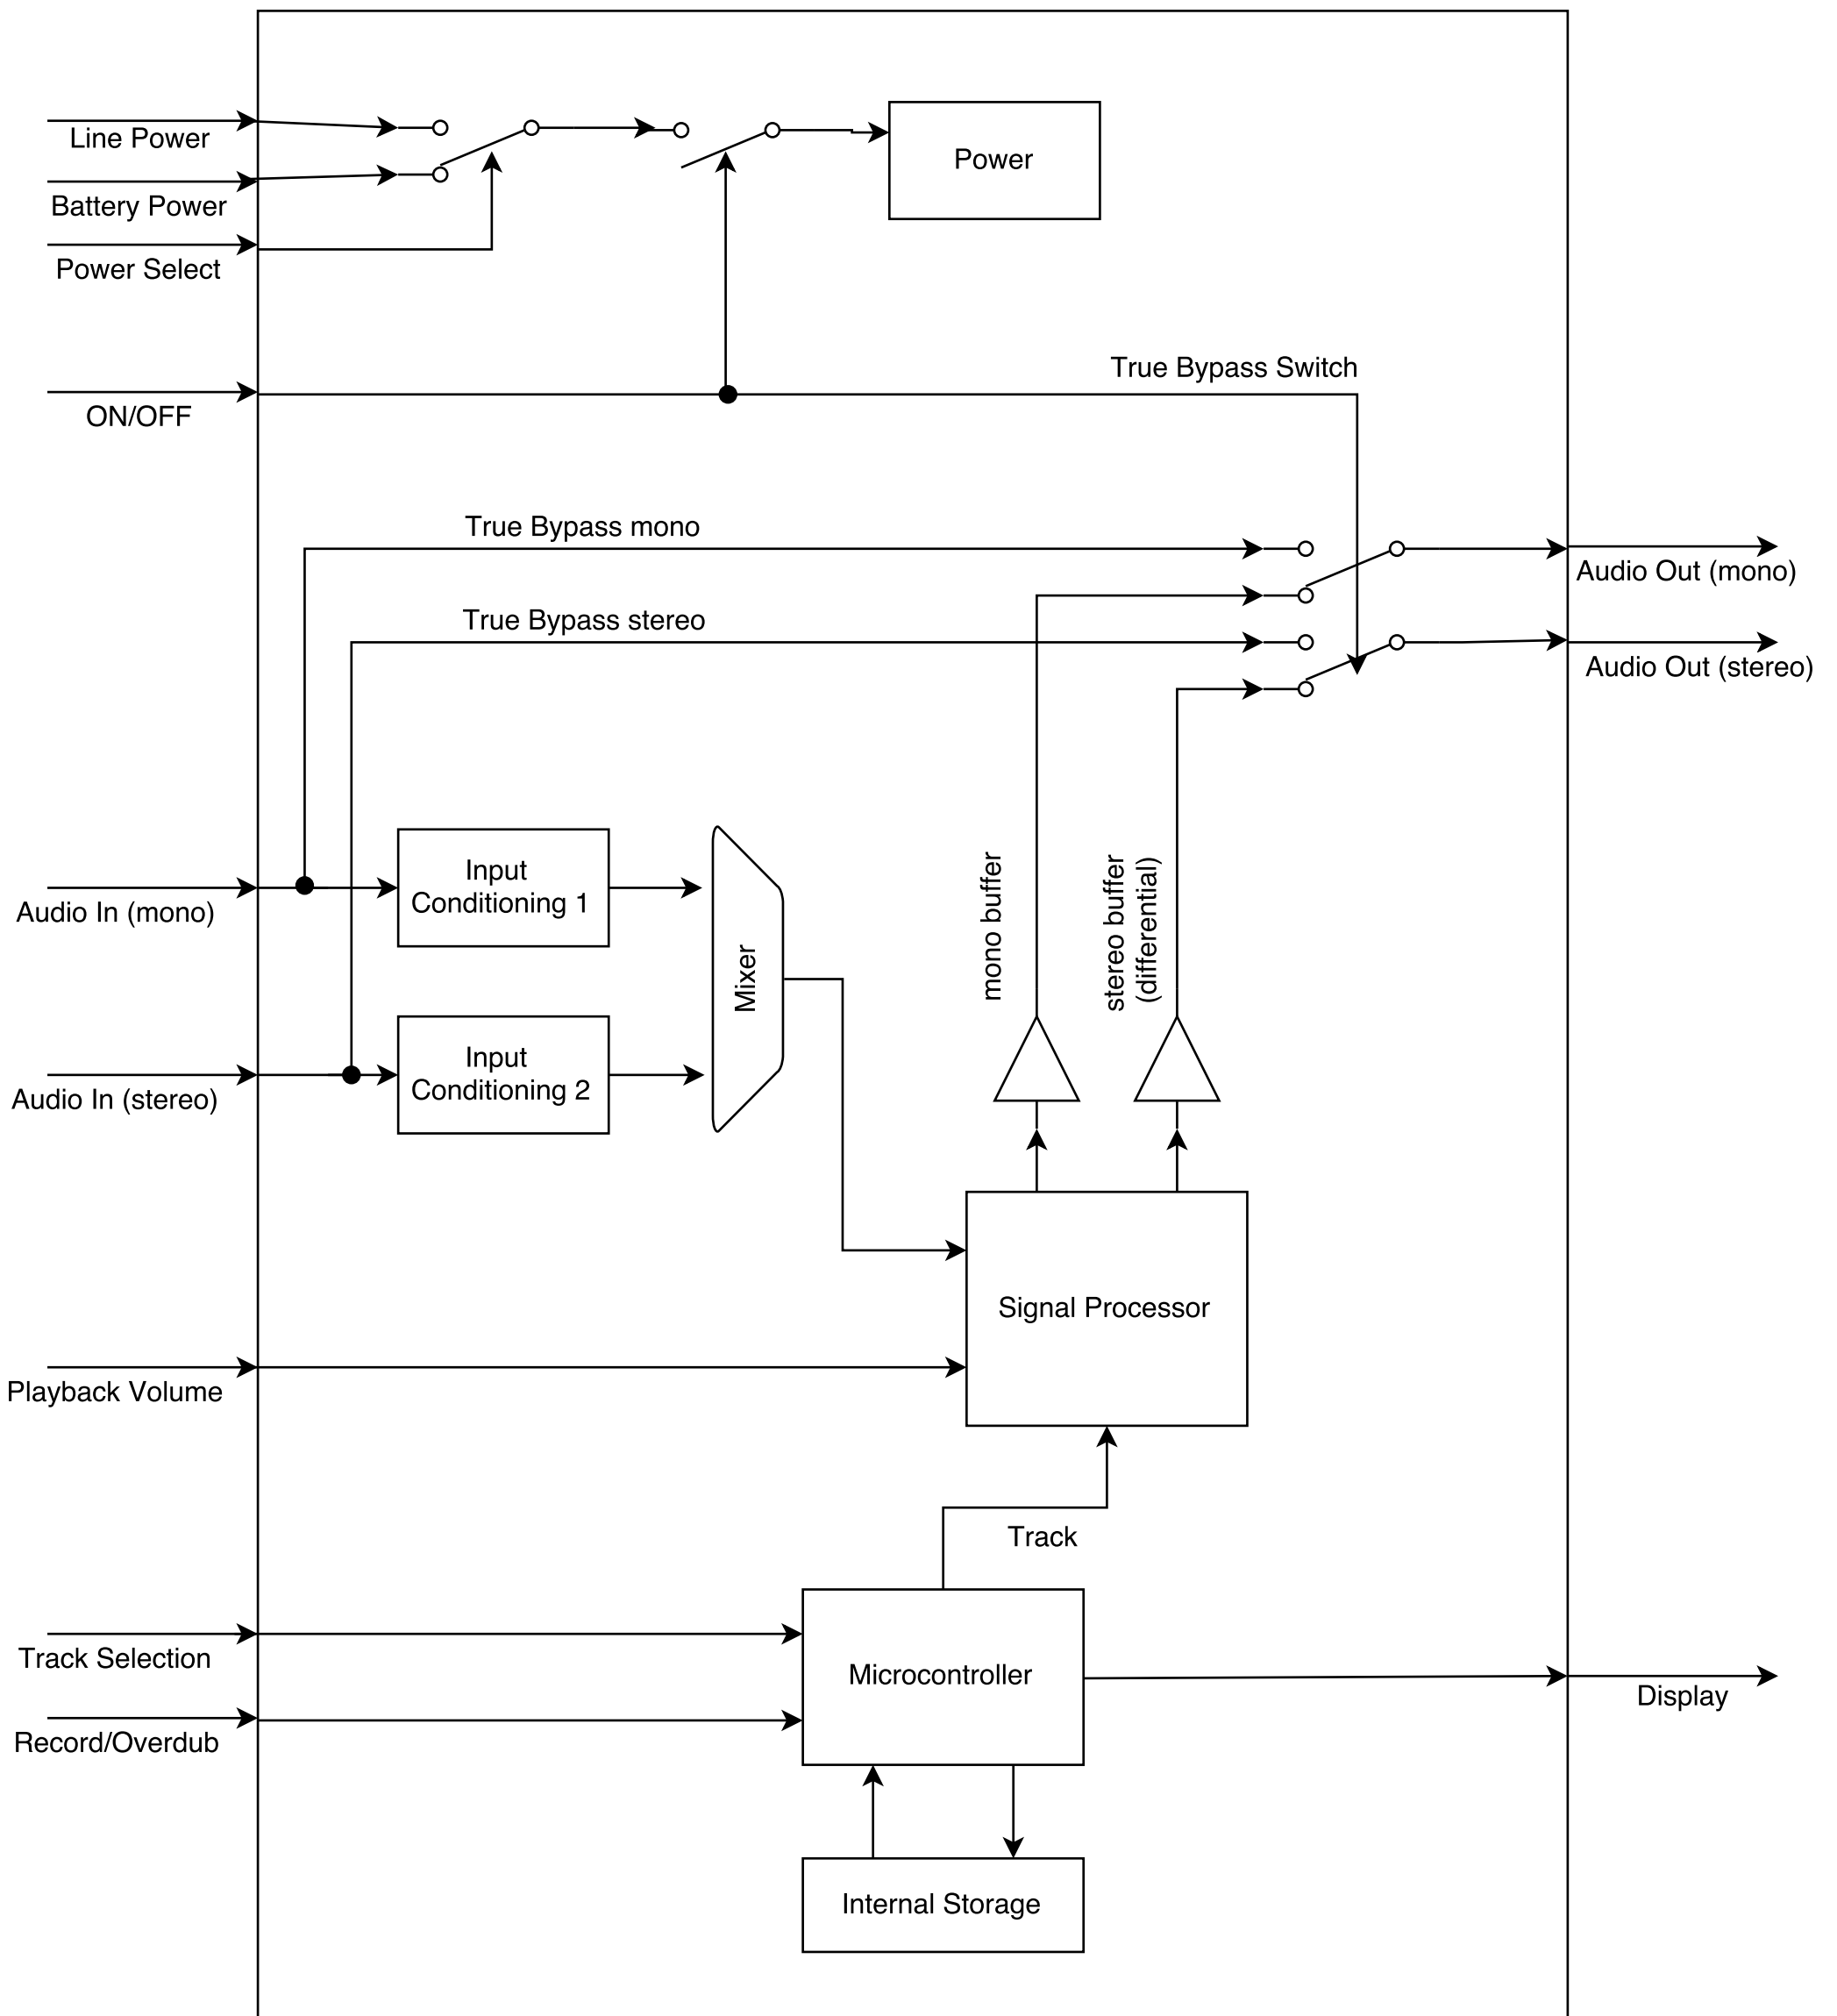 Line Power
Battery Power
Power Select
Power
ON/OFF
True Bypass Switch
True Bypass mono
True Bypass stereo
Audio Out (mono)
Audio Out (stereo)
Audio In (mono)
Input
Conditioning 1
Audio In (stereo)
Input
Conditioning 2
Mixer
mono buffer
stereo buffer
(differential)
Signal Processor
Playback Volume
Track
Track Selection
Record/Overdub
Microcontroller
Display
Internal Storage